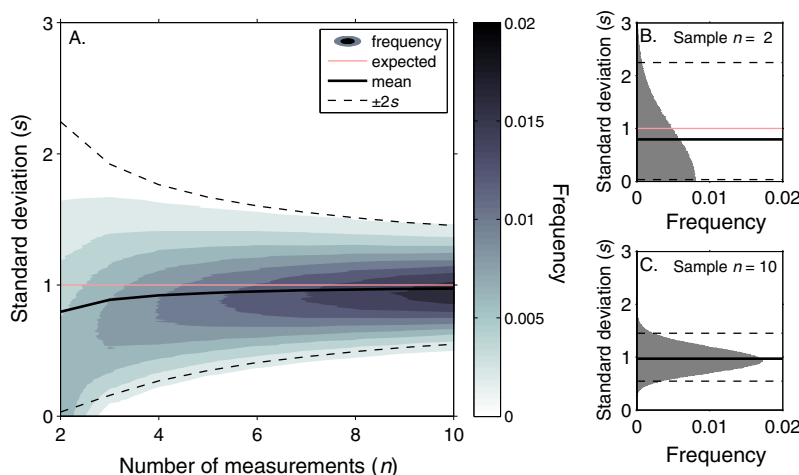 A.
frequency
expected
mean
±2s
3
2
1
0
Standard deviation (s)
2
4
6
8
10
Number of measurements (n)
0.02
0.015
0.01
0.005
0
Frequency
B.
Sample n = 2
3
2
1
0
Standard deviation (s)
0
0.01
0.02
Frequency
C.
Sample n = 10
3
2
1
0
Standard deviation (s)
0
0.01
0.02
Frequency